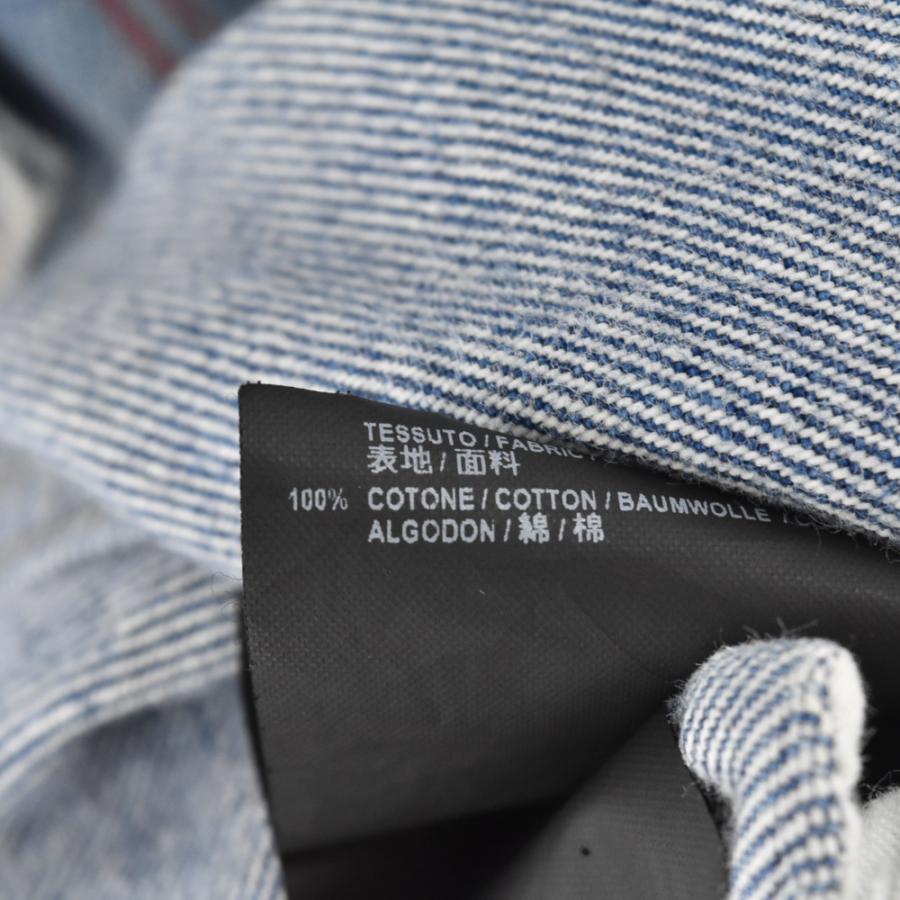 TESSUTO / FABRIC /
表地 / 面料
100% COTONE / COTTON / BAUMWOLLE /
ALGODON / 綿 / 棉